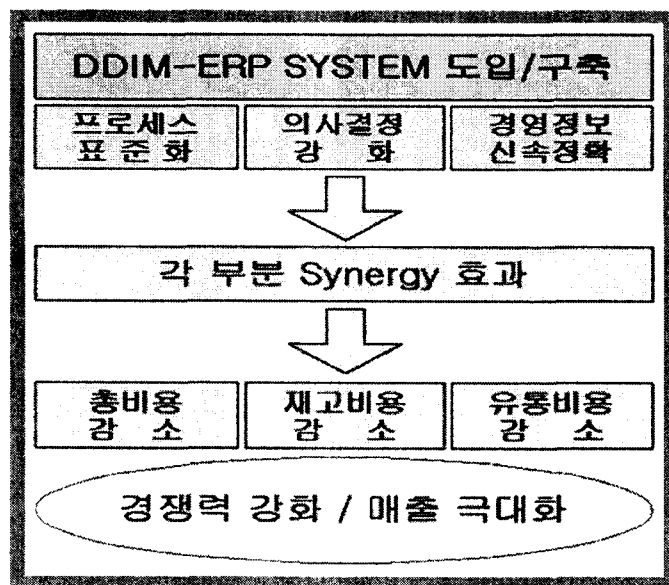 DDIM-ERP SYSTEM 도입/구축
프로세스 의사결정 경영정보
표 준 화 강 화 신속정확
각 부분 Synergy 효과
총비용 재고비용 유통비용
감 소 감 소 감 소
경쟁력 강화 / 매출 극대화